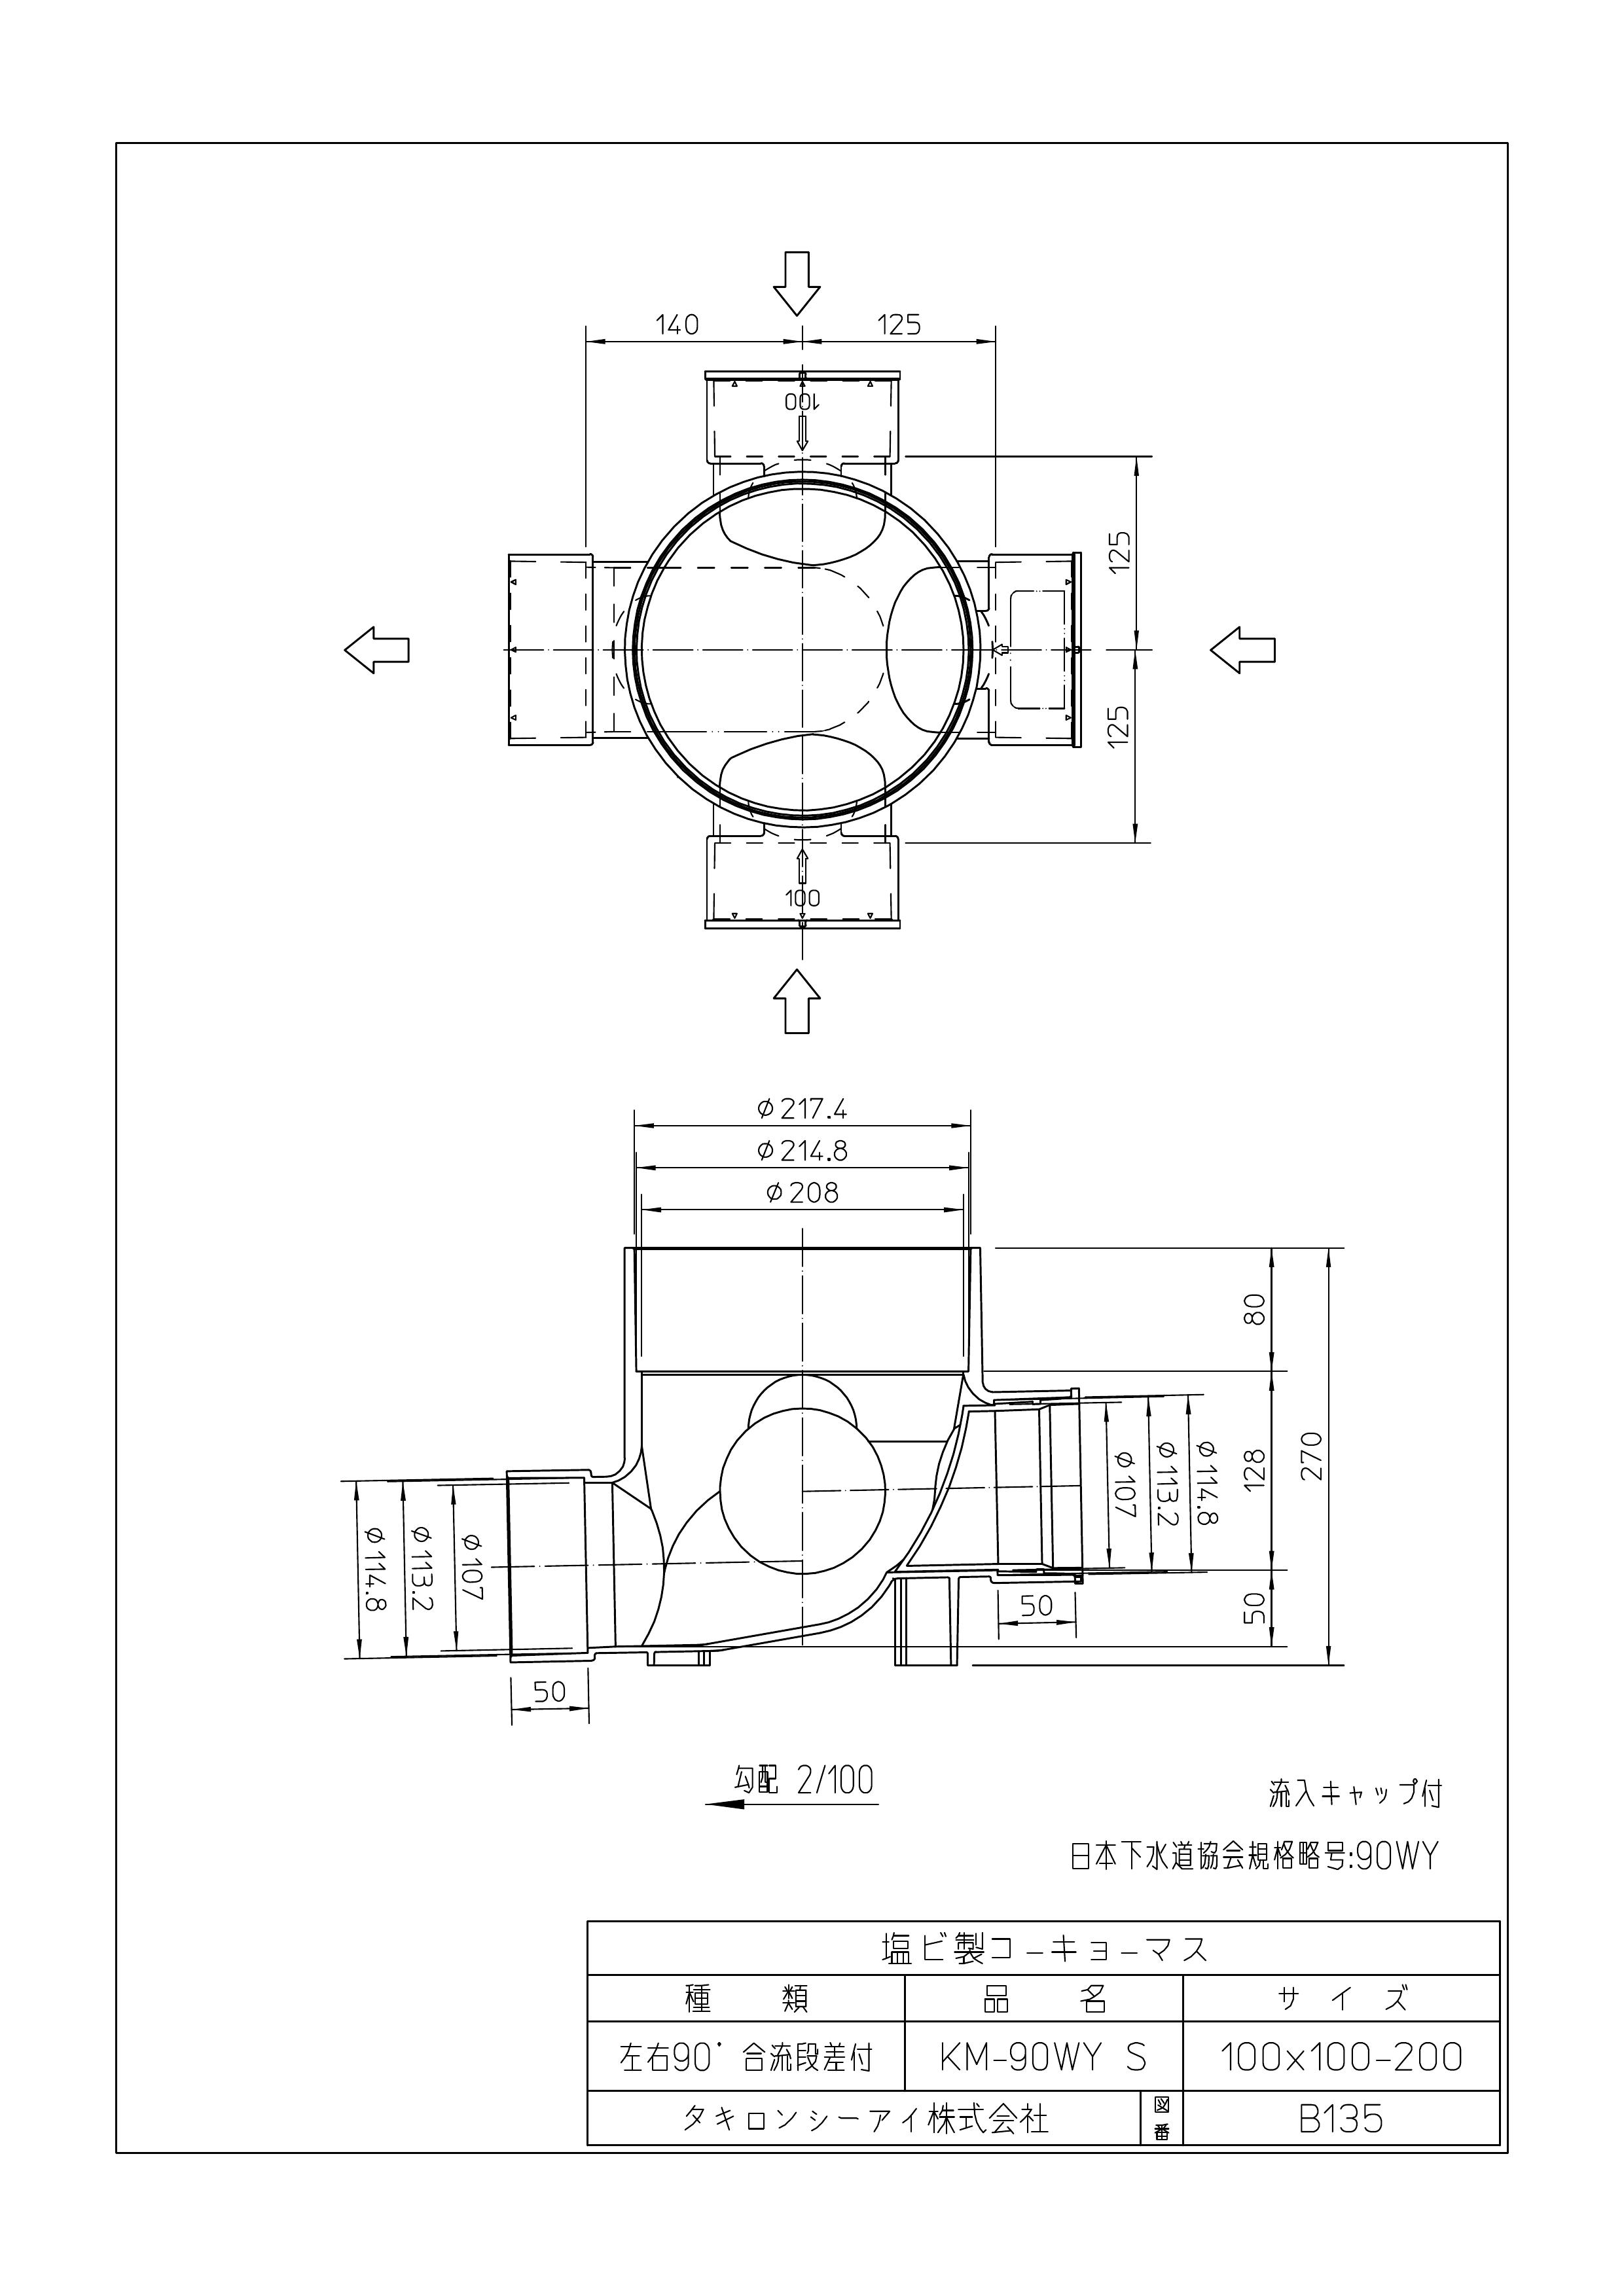 140
125
100
125
125
100
φ217.4
φ214.8
φ208
80
128
270
50
φ107
φ113.2
φ114.8
50
φ114.8
φ113.2
φ107
50
勾配 2/100
流入キャップ付
日本下水道協会規格略号:90WY
塩ビ製コ-キョ-マス
種類 品名 サイズ
左右90°合流段差付 KM-90WY S 100x100-200
タキロンシーアイ株式会社 図番 B135